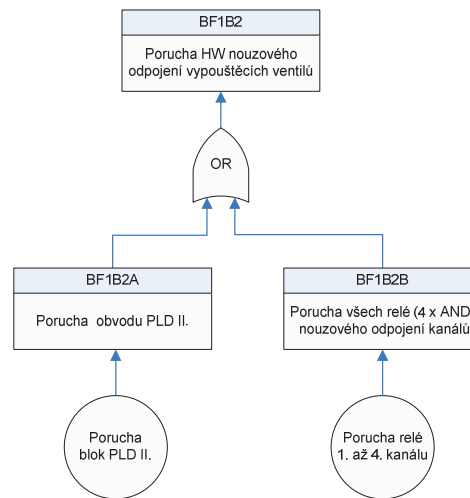 BF1B2
Porucha HW nouzového
odpojení vypouštěcích ventilů
OR
BF1B2A
Porucha obvodu PLD II.
BF1B2B
Porucha všech relé (4 x AND
nouzového odpojení kanálů
Porucha
blok PLD II.
Porucha relé
1. až 4. kanálu